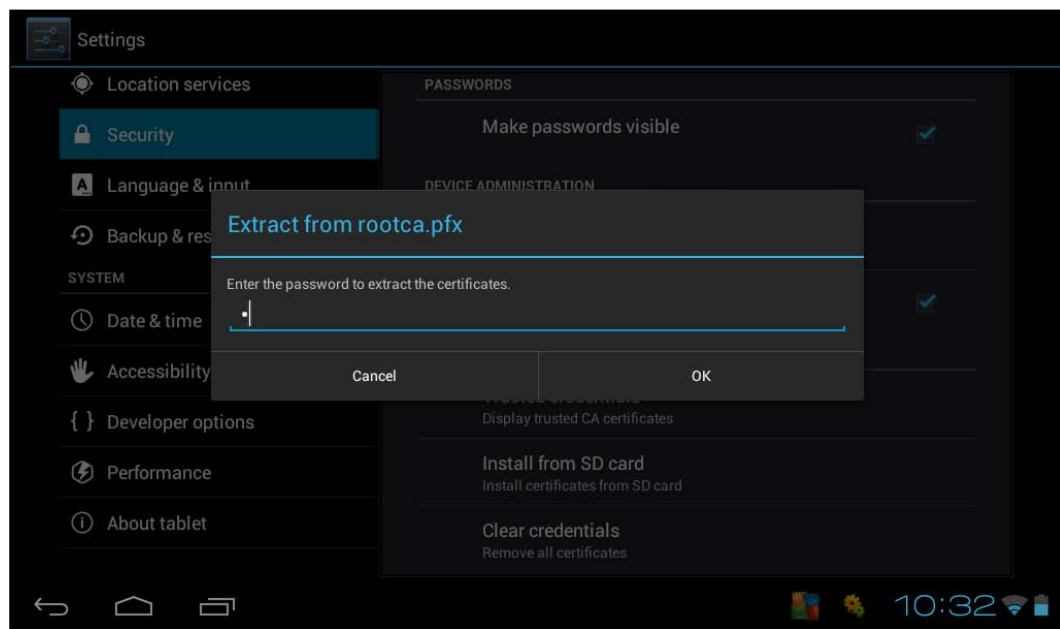 Settings
Location services
Security
Language & input
Backup & res
SYSTEM
Date & time
Accessibility
{ } Developer options
Performance
About tablet
PASSWORDS
Make passwords visible
DEVICE ADMINISTRATION
Extract from rootca.pfx
Enter the password to extract the certificates.
Cancel
OK
Trusted credentials
Display trusted CA certificates
Install from SD card
Install certificates from SD card
Clear credentials
Remove all certificates
10:32